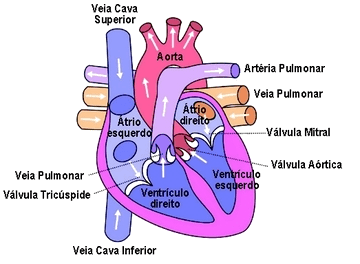 Veia Cava
Superior
Aorta
Artéria Pulmonar
Veia Pulmonar
Átrio
esquerdo
Átrio
direito
Válvula Mitral
Válvula Aórtica
Veia Pulmonar
Válvula Tricúspide
Ventrículo
direito
Ventrículo
esquerdo
Veia Cava Inferior